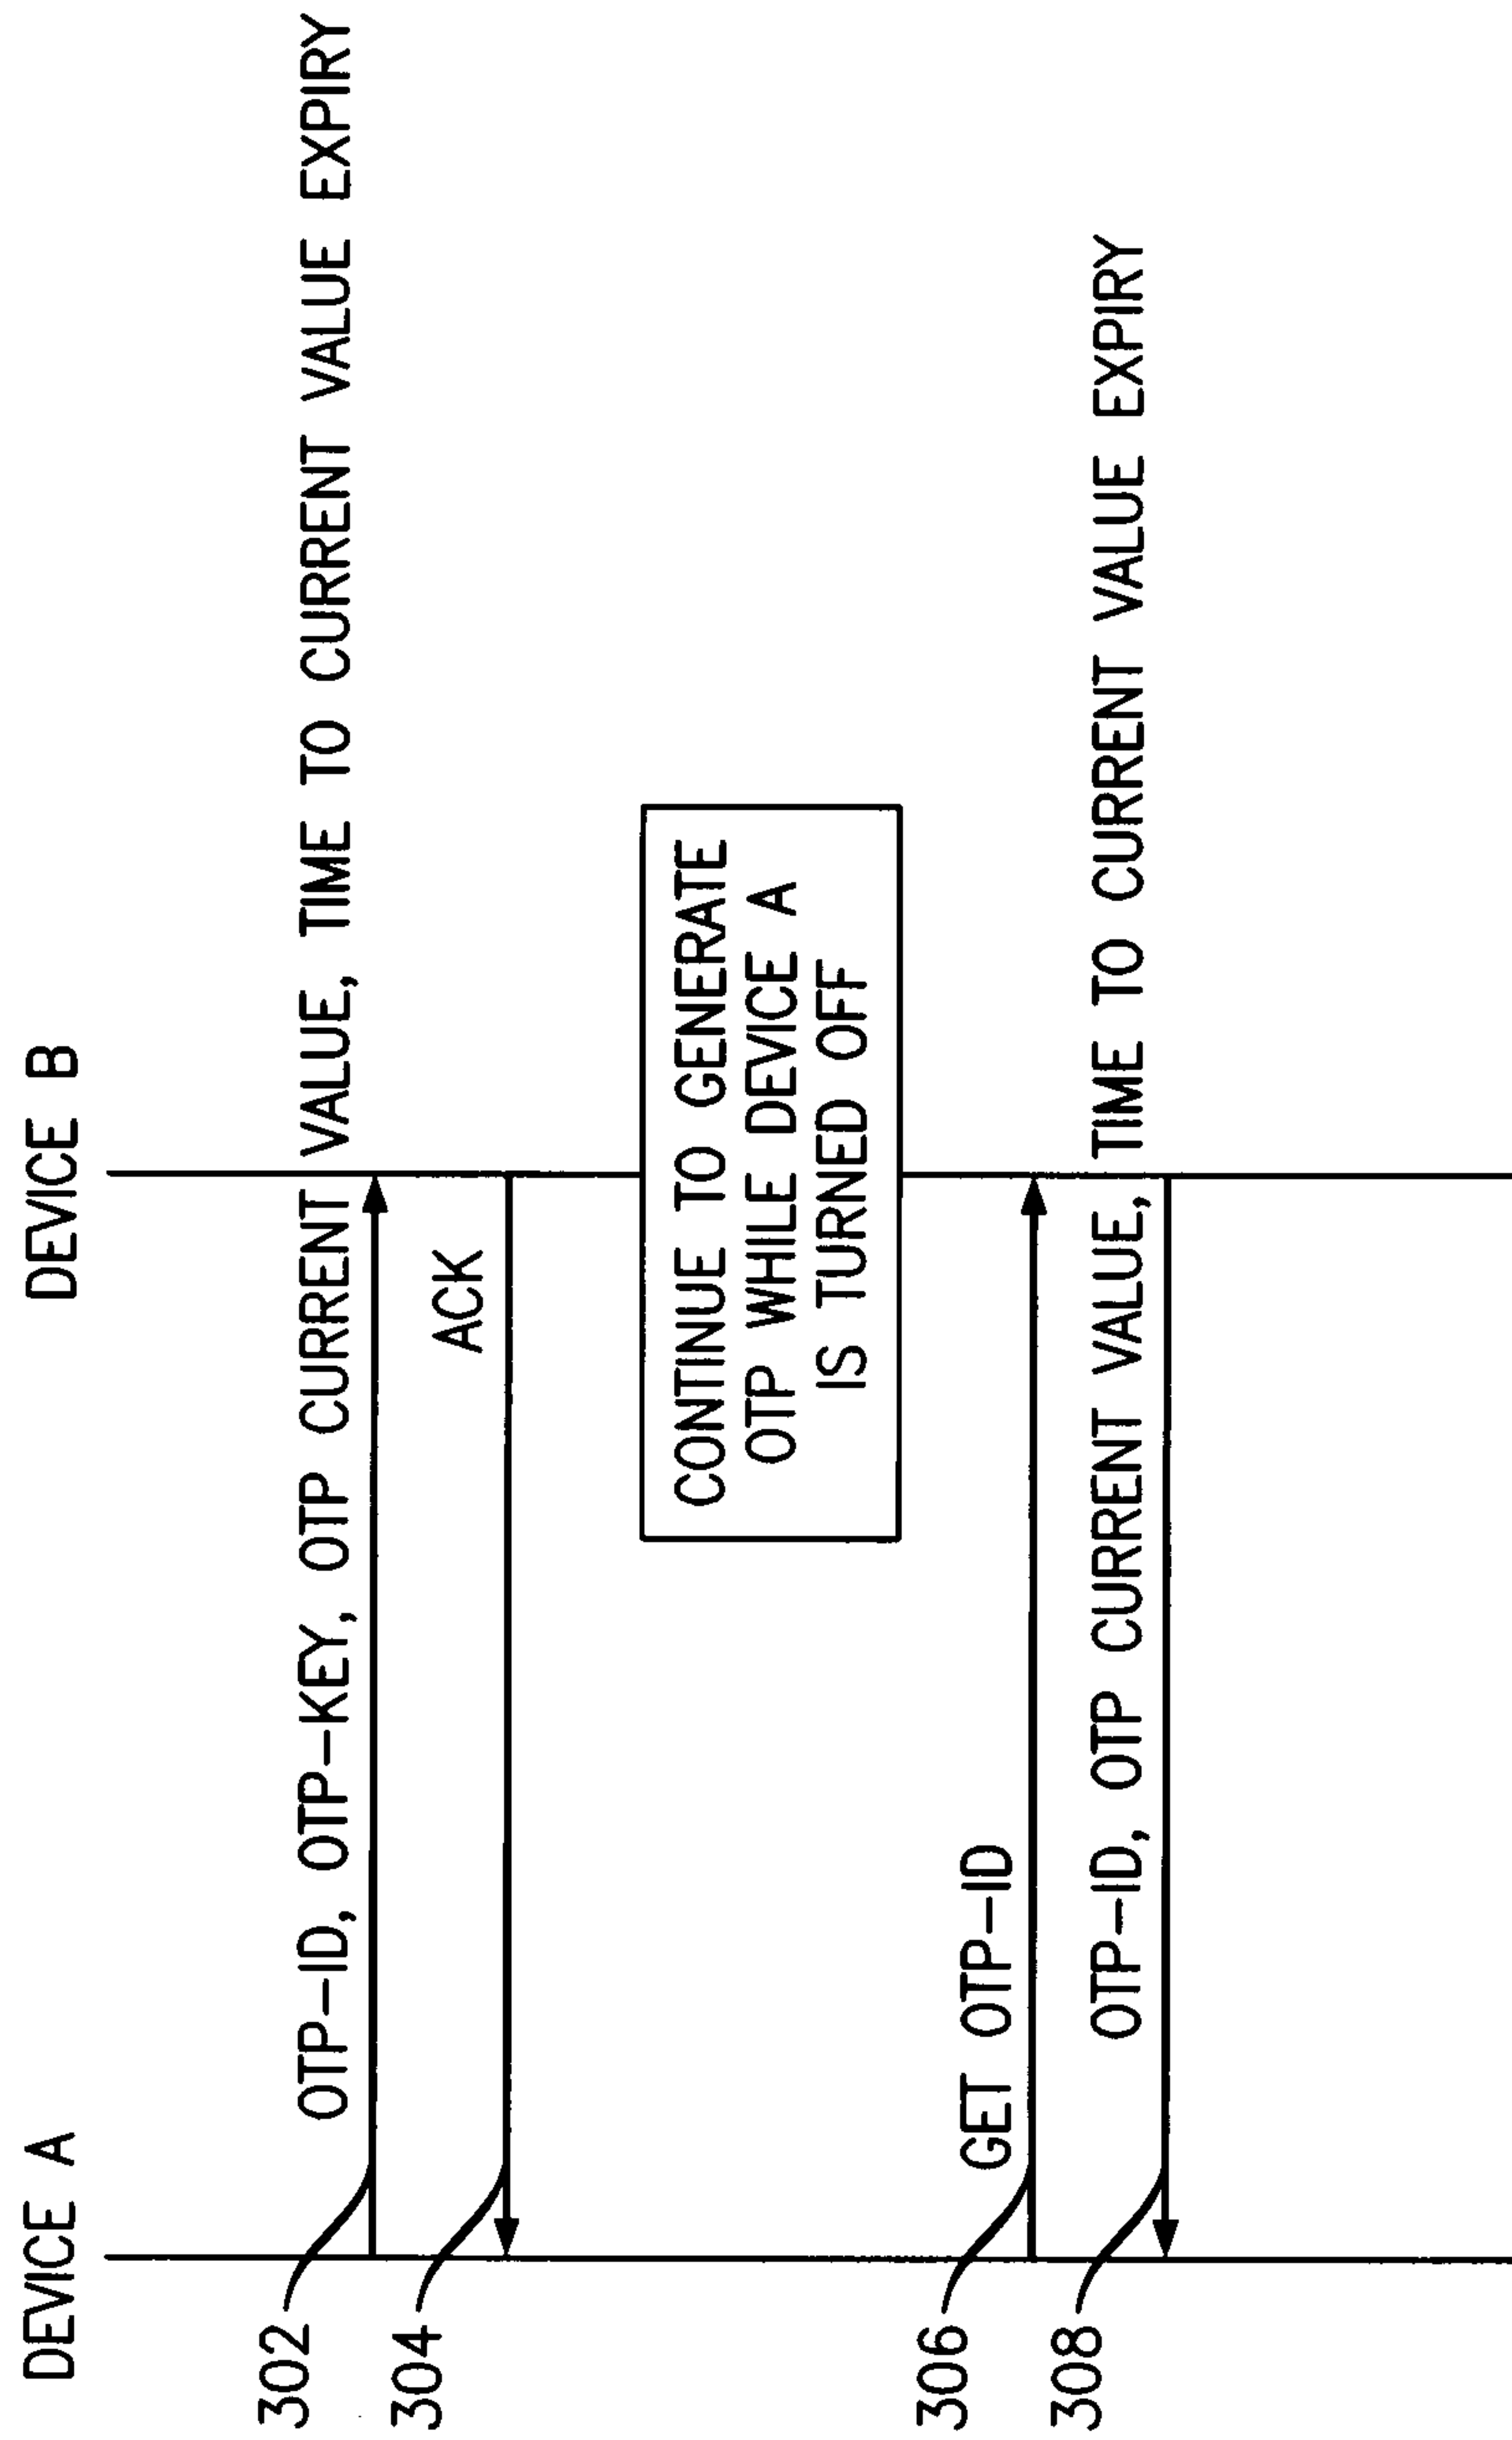 DEVICE A
DEVICE B
302
OTP-ID, OTP-KEY, OTP CURRENT VALUE, TIME TO CURRENT VALUE EXPIRY
304
ACK
CONTINUE TO GENERATE
OTP WHILE DEVICE A
IS TURNED OFF
306
GET OTP-ID
308
OTP-ID, OTP CURRENT VALUE, TIME TO CURRENT VALUE EXPIRY